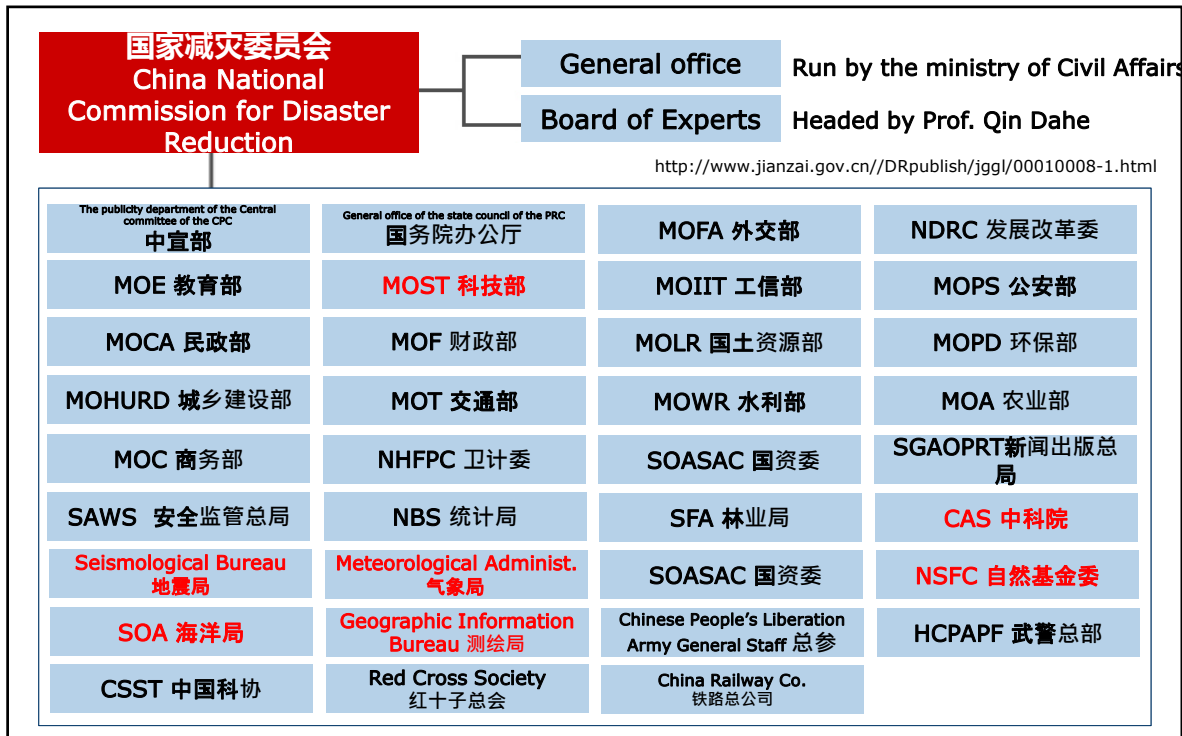 国家减灾委员会
China National
Commission for Disaster
Reduction
General office
Run by the ministry of Civil Affairs
Board of Experts
Headed by Prof. Qin Dahe
http://www.jianzai.gov.cn//DRpublish/jggl/00010008-1.html
The publicity department of the Central
committee of the CPC
中宣部
General office of the state council of the PRC
国务院办公厅
MOFA 外交部
NDRC 发展改革委
MOE 教育部
MOST 科技部
MOIIT 工信部
MOPS 公安部
MOCA 民政部
MOF 财政部
MOLR 国土资源部
MOPD 环保部
MOHURD 城乡建设部
MOT 交通部
MOWR 水利部
MOA 农业部
MOC 商务部
NHFPC 卫计委
SOASAC 国资委
SGAOPRT新闻出版总
局
SAWS 安全监管总局
NBS 统计局
SFA 林业局
CAS 中科院
Seismological Bureau
地震局
Meteorological Administ.
气象局
SOASAC 国资委
NSFC 自然基金委
SOA 海洋局
Geographic Information
Bureau 测绘局
Chinese People's Liberation
Army General Staff 总参
HCPAPF 武警总部
CSST 中国科协
Red Cross Society
红十子总会
China Railway Co.
铁路总公司